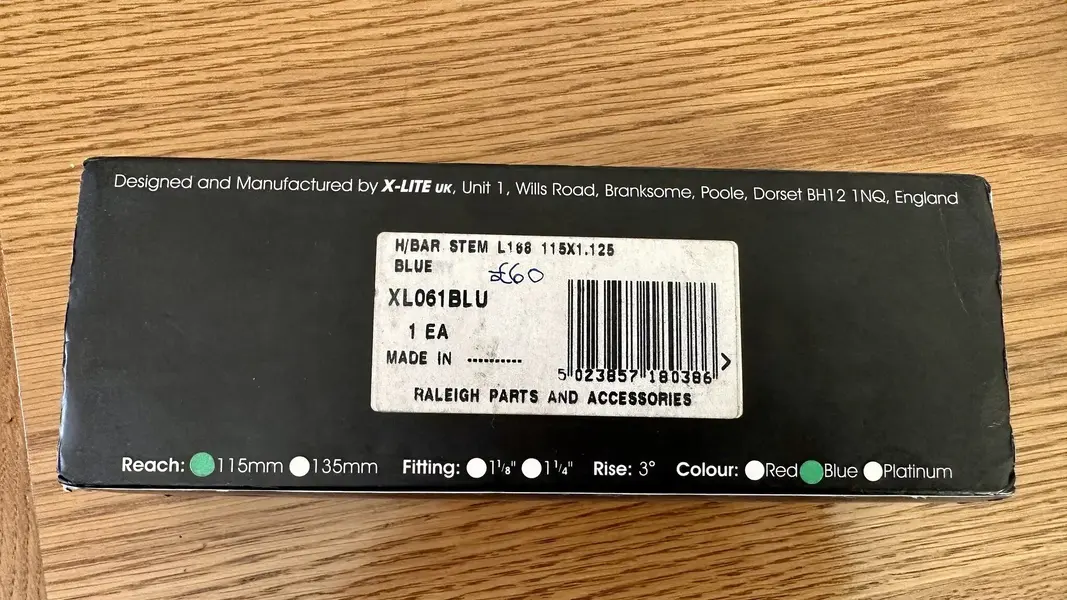 Designed and Manufactured by X-LITE UK, Unit 1, Wills Road, Branksome, Poole, Dorset BH12 1NQ, England
H/BAR STEM L168 115X1.125
BLUE
£60
XL061BLU
1 EA
MADE IN ..........
5 023857 180386 >
RALEIGH PARTS AND ACCESSORIES
Reach: 115mm 135mm Fitting: 1 1/8" 1 1/4" Rise: 3° Colour: Red Blue Platinum